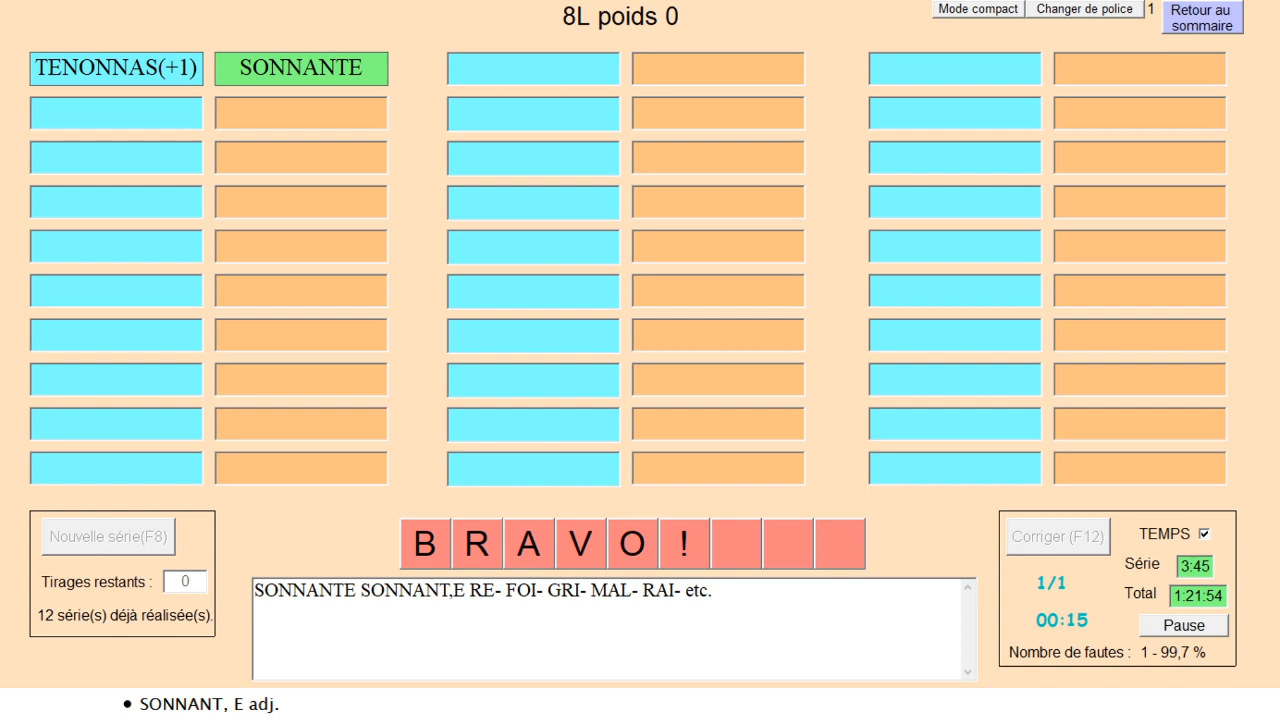 8L poids 0
Mode compact
Changer de police
1
Retour au
sommaire
TENONNAS(+1)
SONNANTE
Nouvelle série(F8)
Tirages restants :
0
12 série(s) déjà réalisée(s).
B R A V O !
SONNANTE SONNANT,E RE- FOI- GRI- MAL- RAI- etc.
Corriger (F12)
TEMPS
Série
3:45
1/1
Total
1:21:54
00:15
Pause
Nombre de fautes : 1 - 99,7 %
• SONNANT, E adj.